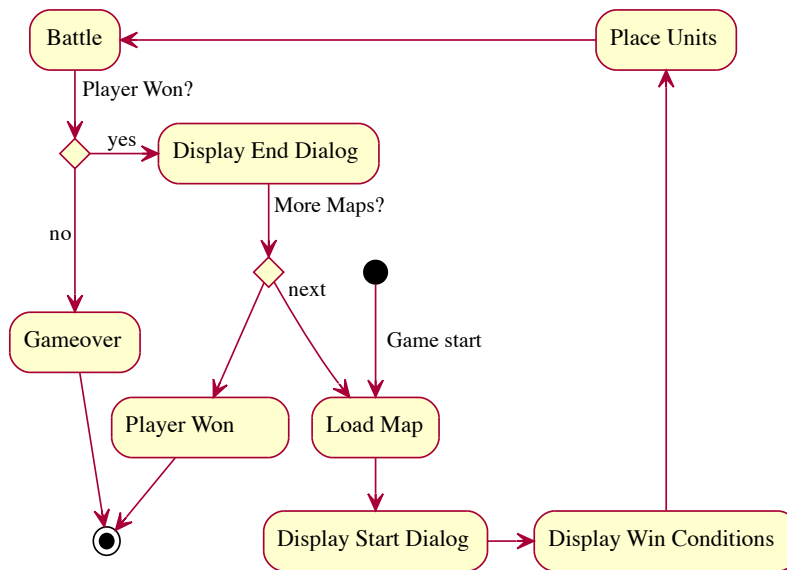 Battle
Place Units
Player Won?
yes
Display End Dialog
More Maps?
no
next
Gameover
Game start
Player Won
Load Map
Display Start Dialog
Display Win Conditions